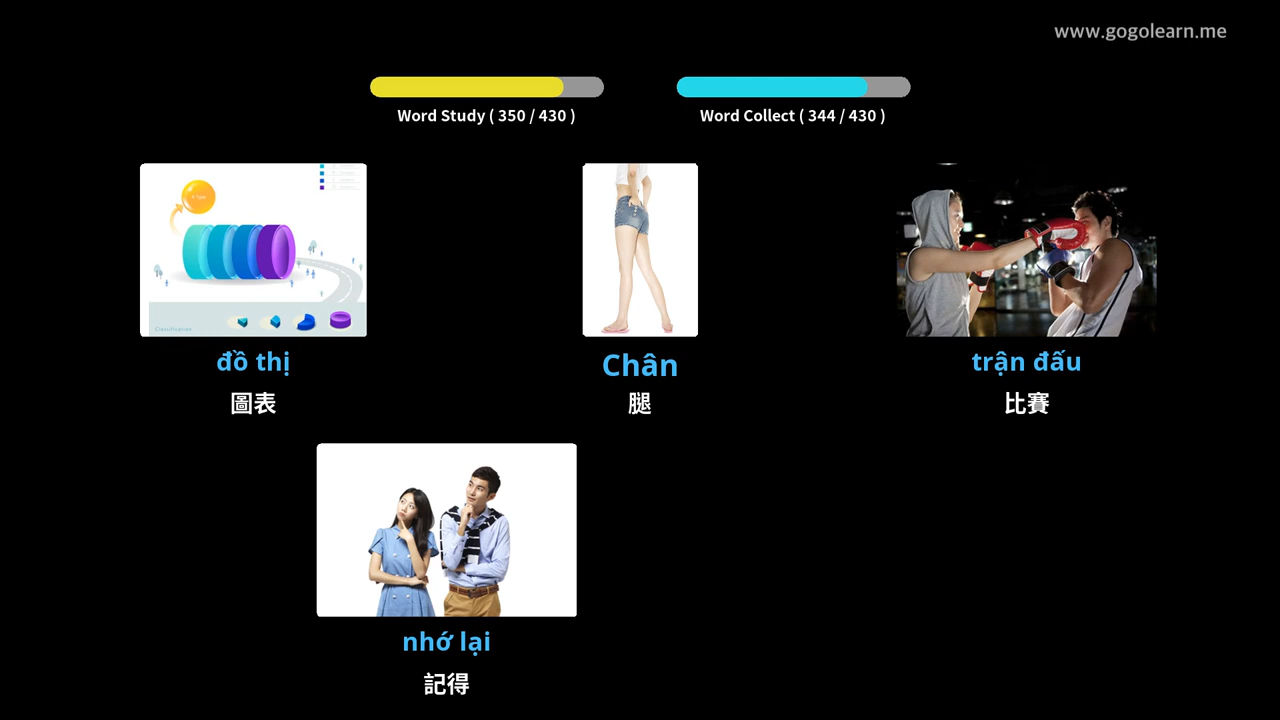 www.gogolearn.me
Word Study ( 350 / 430 )
Word Collect ( 344 / 430 )
Classification
đồ thị
圖表
Chân
腿
trận đấu
比賽
nhớ lại
記得